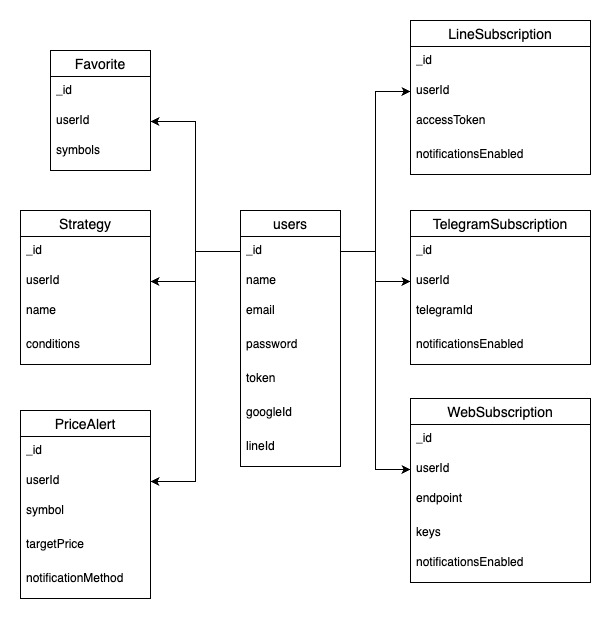 Favorite
_id
userId
symbols
Strategy
_id
userId
name
conditions
PriceAlert
_id
userId
symbol
targetPrice
notificationMethod
users
_id
name
email
password
token
googleId
lineId
LineSubscription
_id
userId
accessToken
notificationsEnabled
TelegramSubscription
_id
userId
telegramId
notificationsEnabled
WebSubscription
_id
userId
endpoint
keys
notificationsEnabled